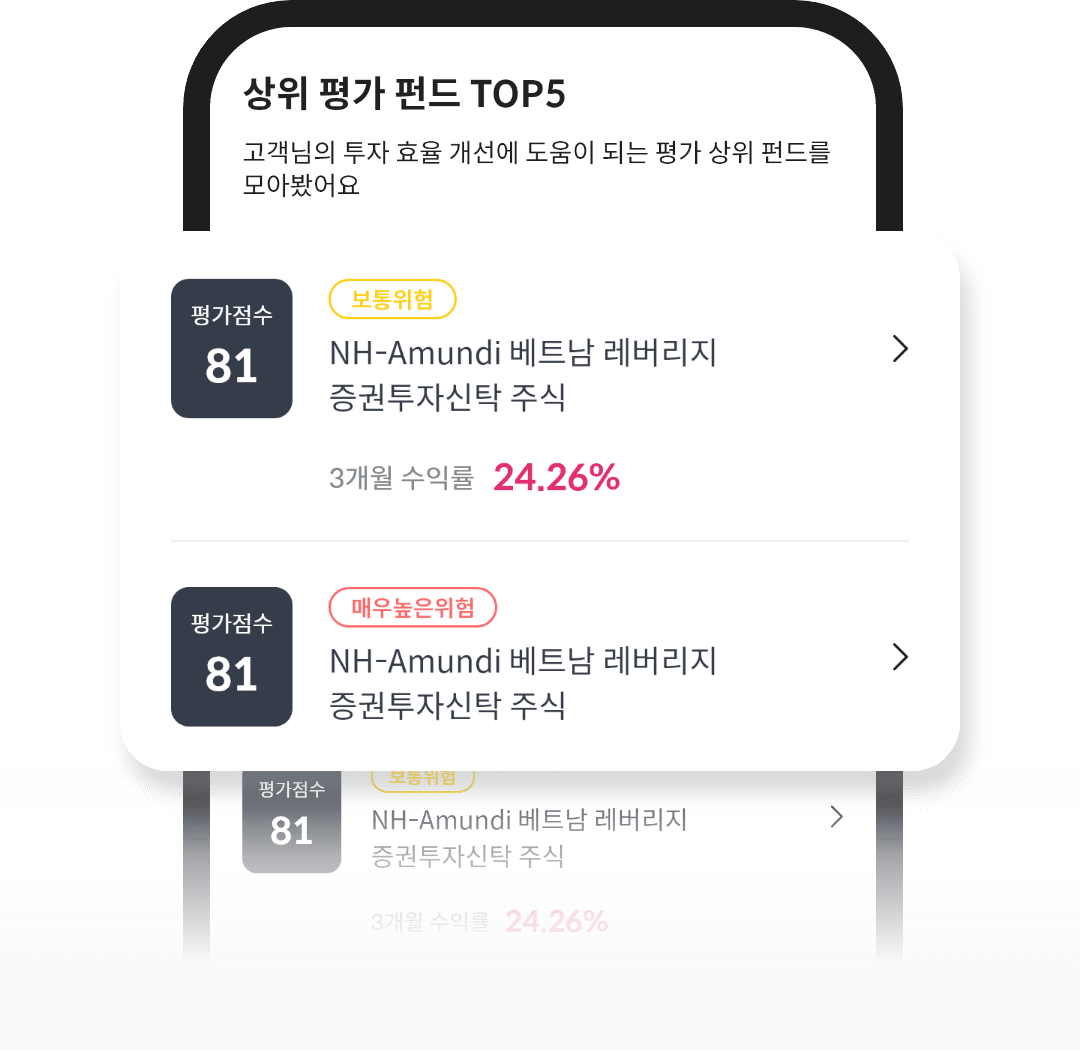 상위 평가 펀드 TOP5
고객님의 투자 효율 개선에 도움이 되는 평가 상위 펀드를
모아봤어요
평가점수
81
보통위험
NH-Amundi 베트남 레버리지
증권투자신탁 주식
3개월 수익률 24.26%
평가점수
81
매우높은위험
NH-Amundi 베트남 레버리지
증권투자신탁 주식
평가점수
81
보통위험
NH-Amundi 베트남 레버리지
증권투자신탁 주식
3개월 수익률 24.26%